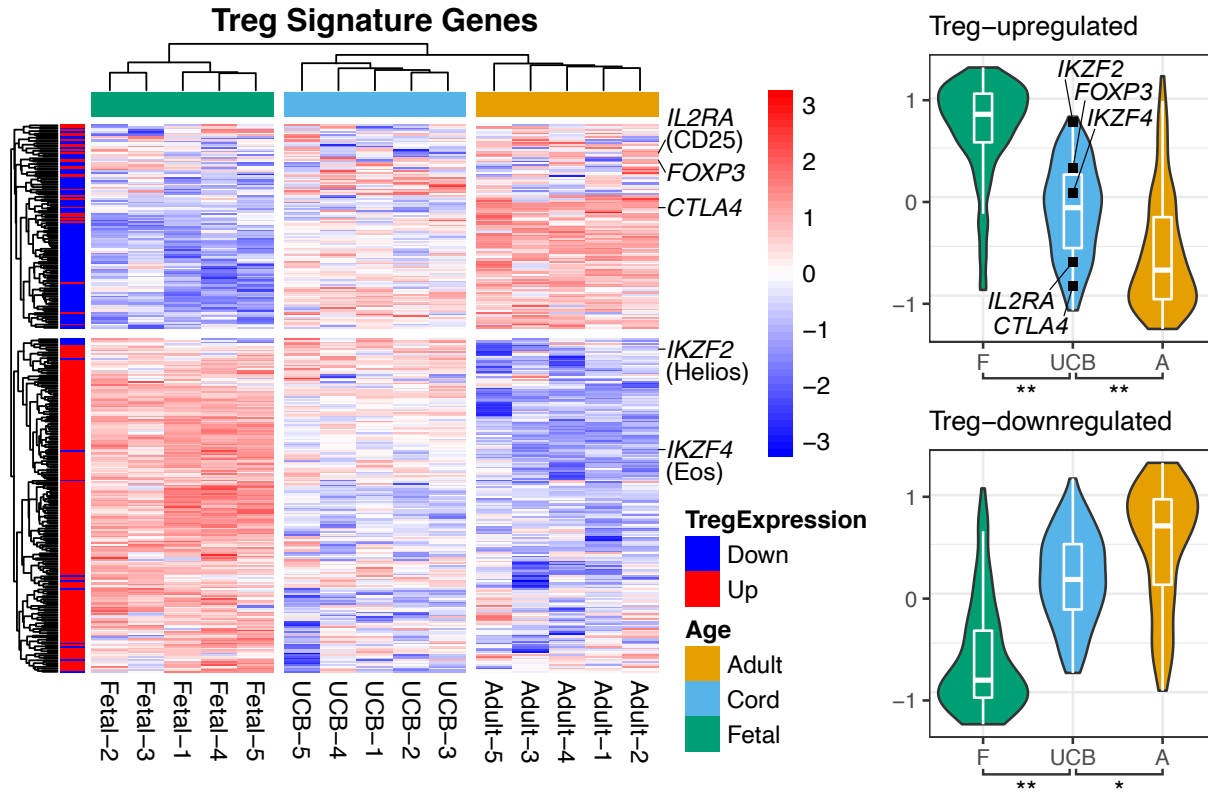 Treg Signature Genes
IL2RA
(CD25)
FOXP3
CTLA4
IKZF2
(Helios)
IKZF4
(Eos)
3
2
1
0
−1
−2
−3
TregExpression
Down
Up
Age
Adult
Cord
Fetal
Fetal−2
Fetal−3
Fetal−1
Fetal−4
Fetal−5
UCB−5
UCB−4
UCB−1
UCB−2
UCB−3
Adult−5
Adult−3
Adult−4
Adult−1
Adult−2
Treg−upregulated
1
0
−1
IKZF2
FOXP3
IKZF4
IL2RA
CTLA4
F UCB A
** **
Treg−downregulated
1
0
−1
F UCB A
** *